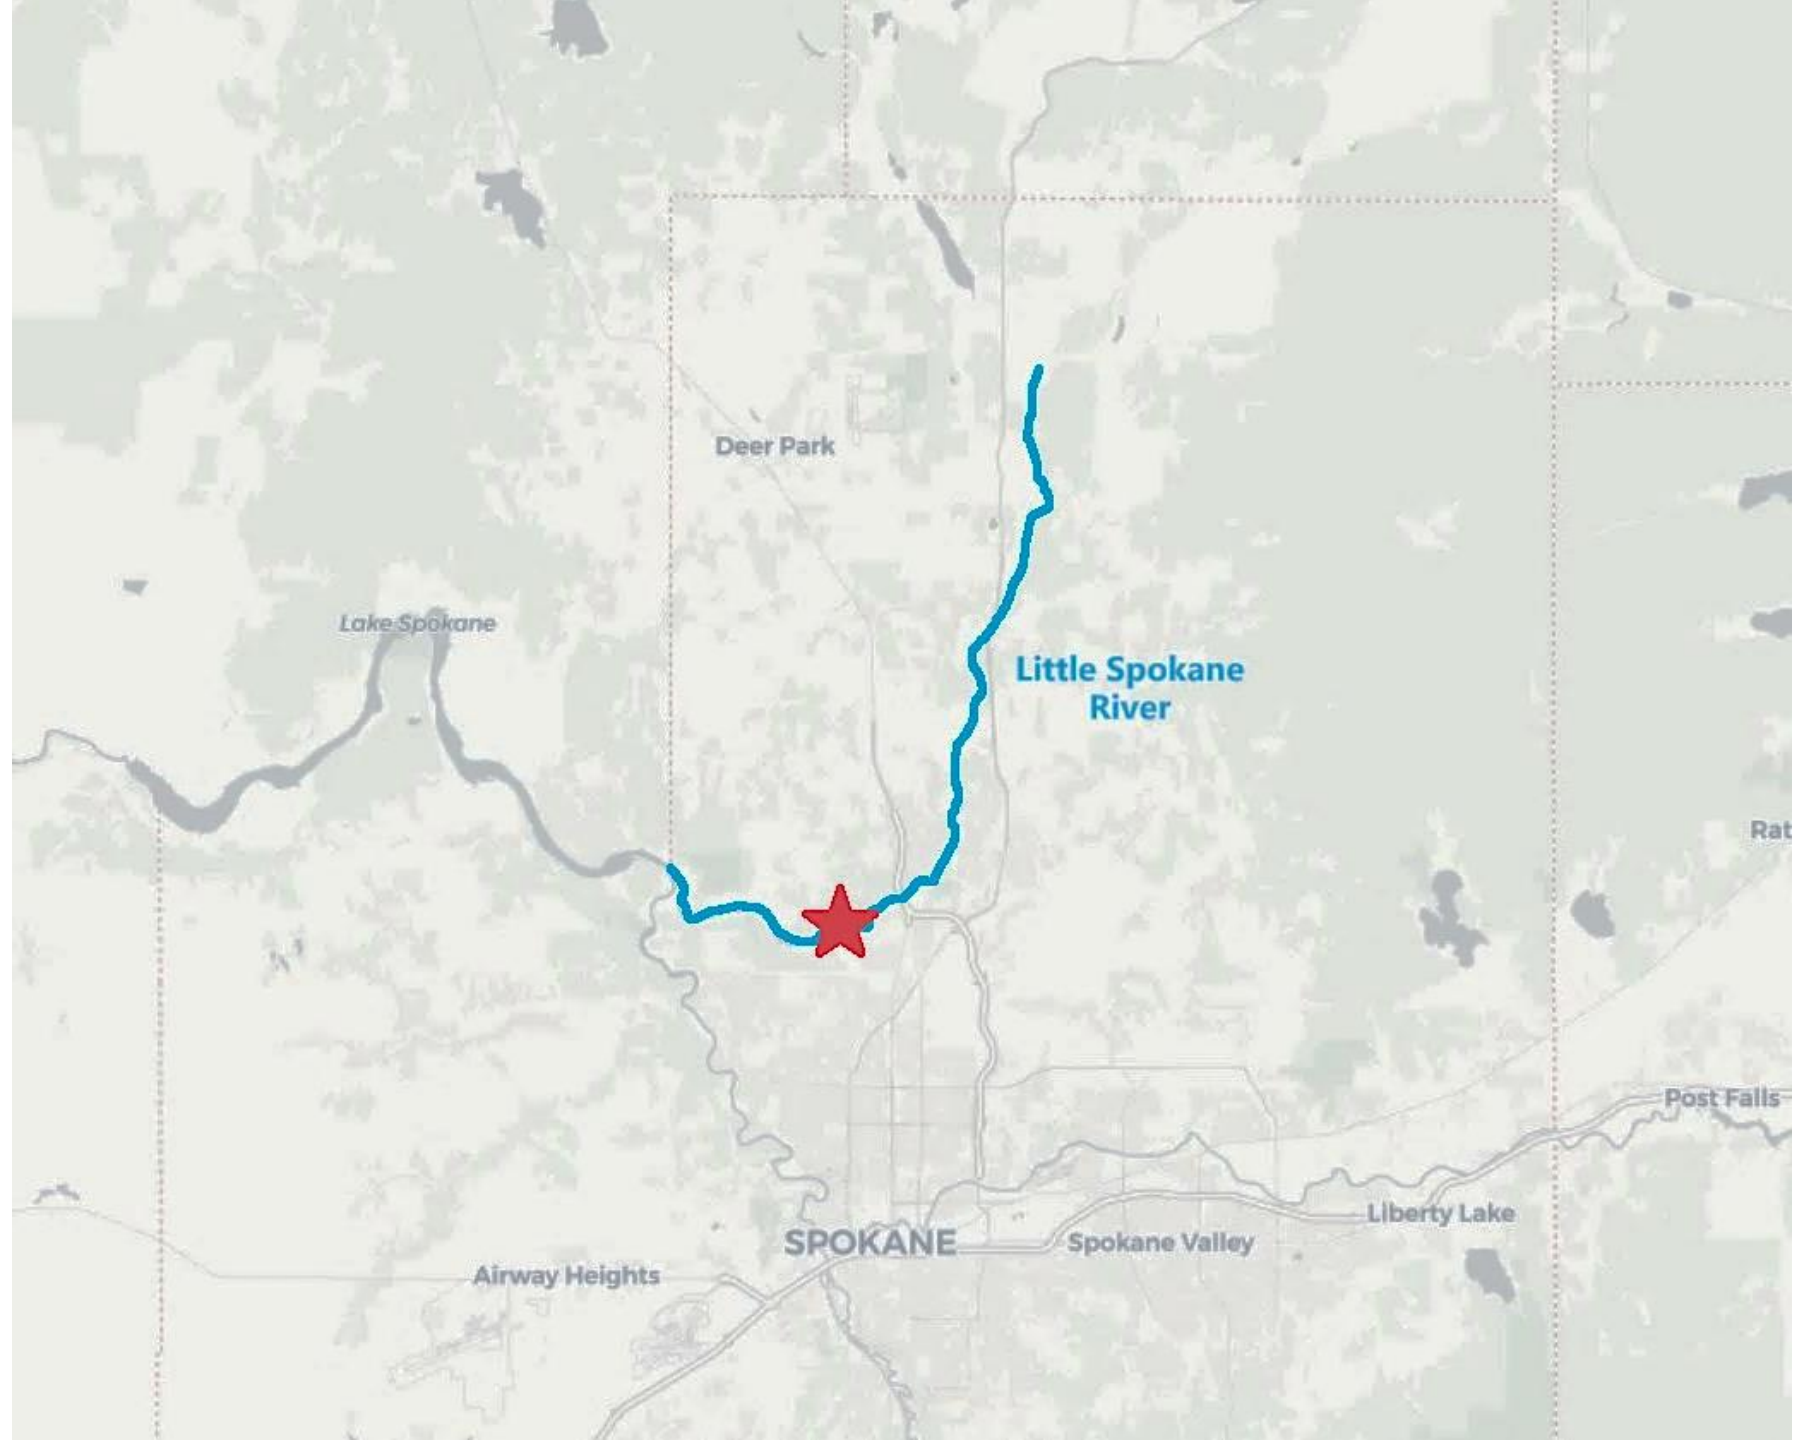 Deer Park
Lake Spokane
Little Spokane
River
Rat
Post Falls
Liberty Lake
SPOKANE
Spokane Valley
Airway Heights